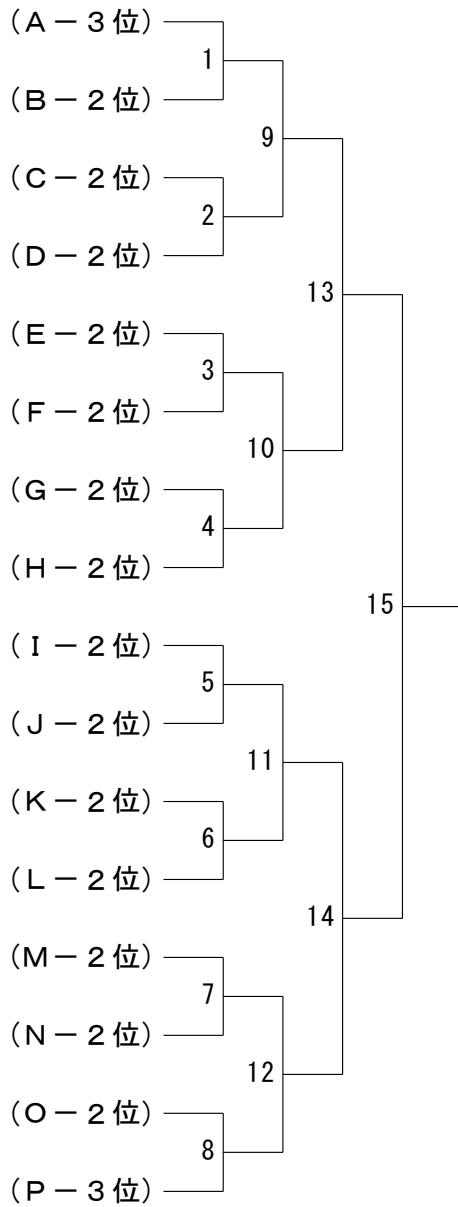 （A－3位）
1
（B－2位）
9
（C－2位）
2
（D－2位）
13
（E－2位）
3
（F－2位）
10
（G－2位）
4
（H－2位）
15
（I－2位）
5
（J－2位）
11
（K－2位）
6
（L－2位）
14
（M－2位）
7
（N－2位）
12
（O－2位）
8
（P－3位）